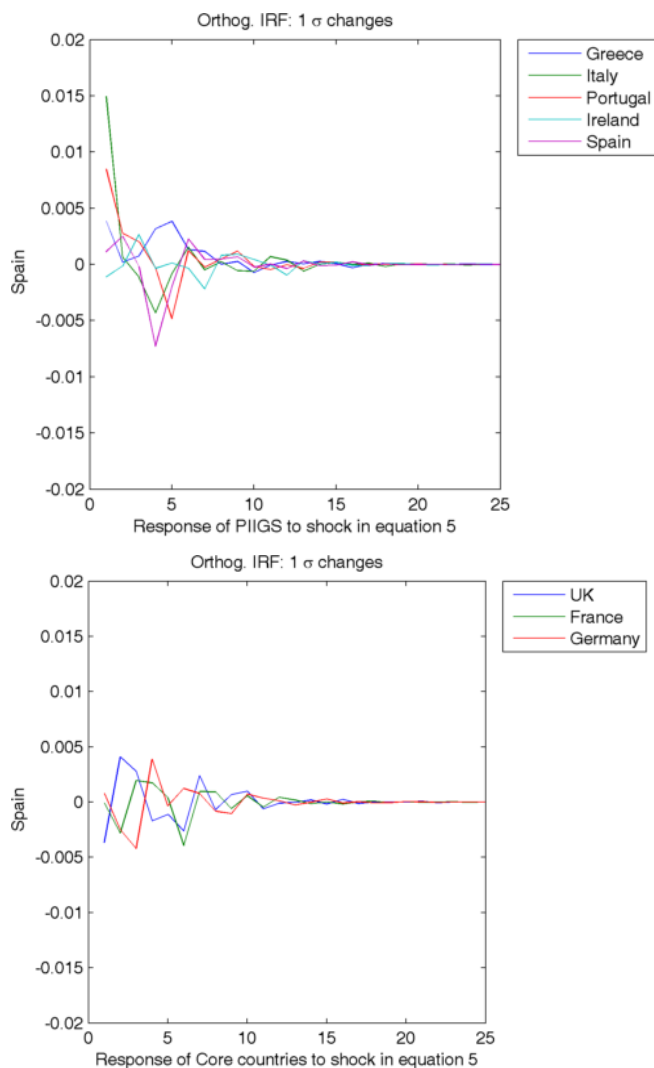 Orthog. IRF: 1 σ changes
0.02
0.015
0.01
0.005
0
-0.005
-0.01
-0.015
-0.02
Spain
0 5 10 15 20 25
Response of PIIGS to shock in equation 5
Greece
Italy
Portugal
Ireland
Spain
Orthog. IRF: 1 σ changes
0.02
0.015
0.01
0.005
0
-0.005
-0.01
-0.015
-0.02
Spain
0 5 10 15 20 25
Response of Core countries to shock in equation 5
UK
France
Germany